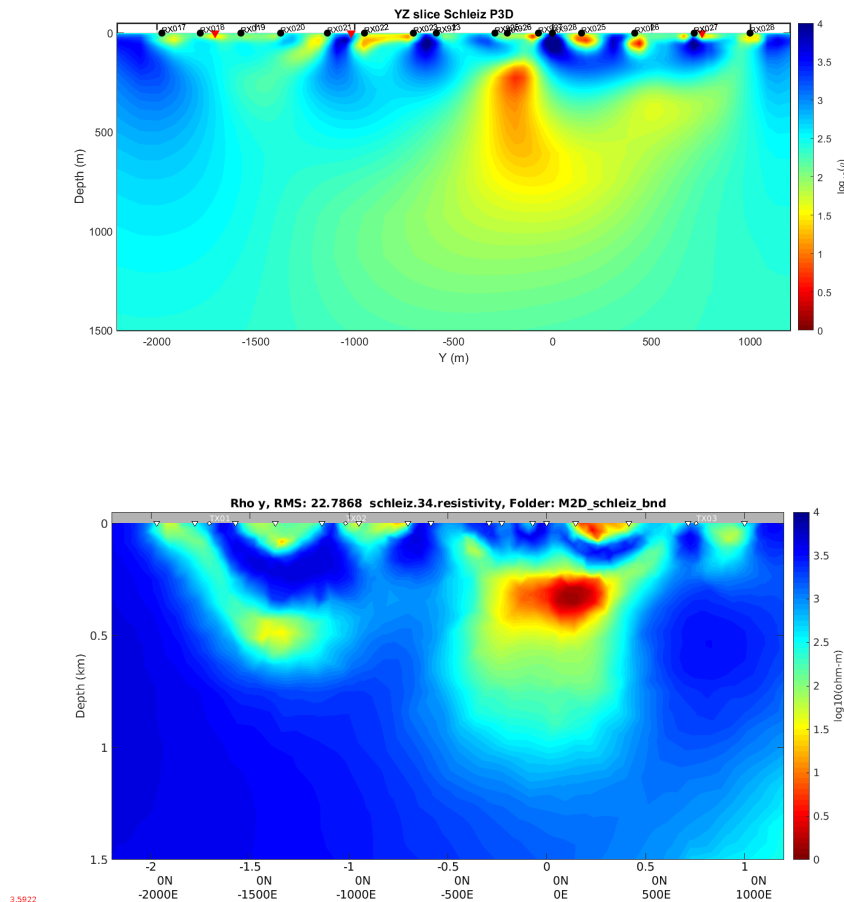 YZ slice Schleiz P3D
RX017 RX018 RX020 RX021 RX022 RX025 RX027 RX028
0
500
1000
1500
Depth (m)
-2000 -1500 -1000 -500 0 500 1000
Y (m)
4
3.5
3
2.5
2
1.5
1
0.5
0
Rho y, RMS: 22.7868 schleiz.34.resistivity, Folder: M2D_schleiz_bnd
TX01 TX02 TX03
0
0.5
1
1.5
Depth (km)
-2 -1 -0.5 0 0.5 1
0N 0N 0N 0N 0N 0N 0N
-2000E -1500E -1000E -500E 0E 500E 1000E
4
3.5
3
2.5
2
1.5
1
0.5
0
log10(ohm-m)
3.5922